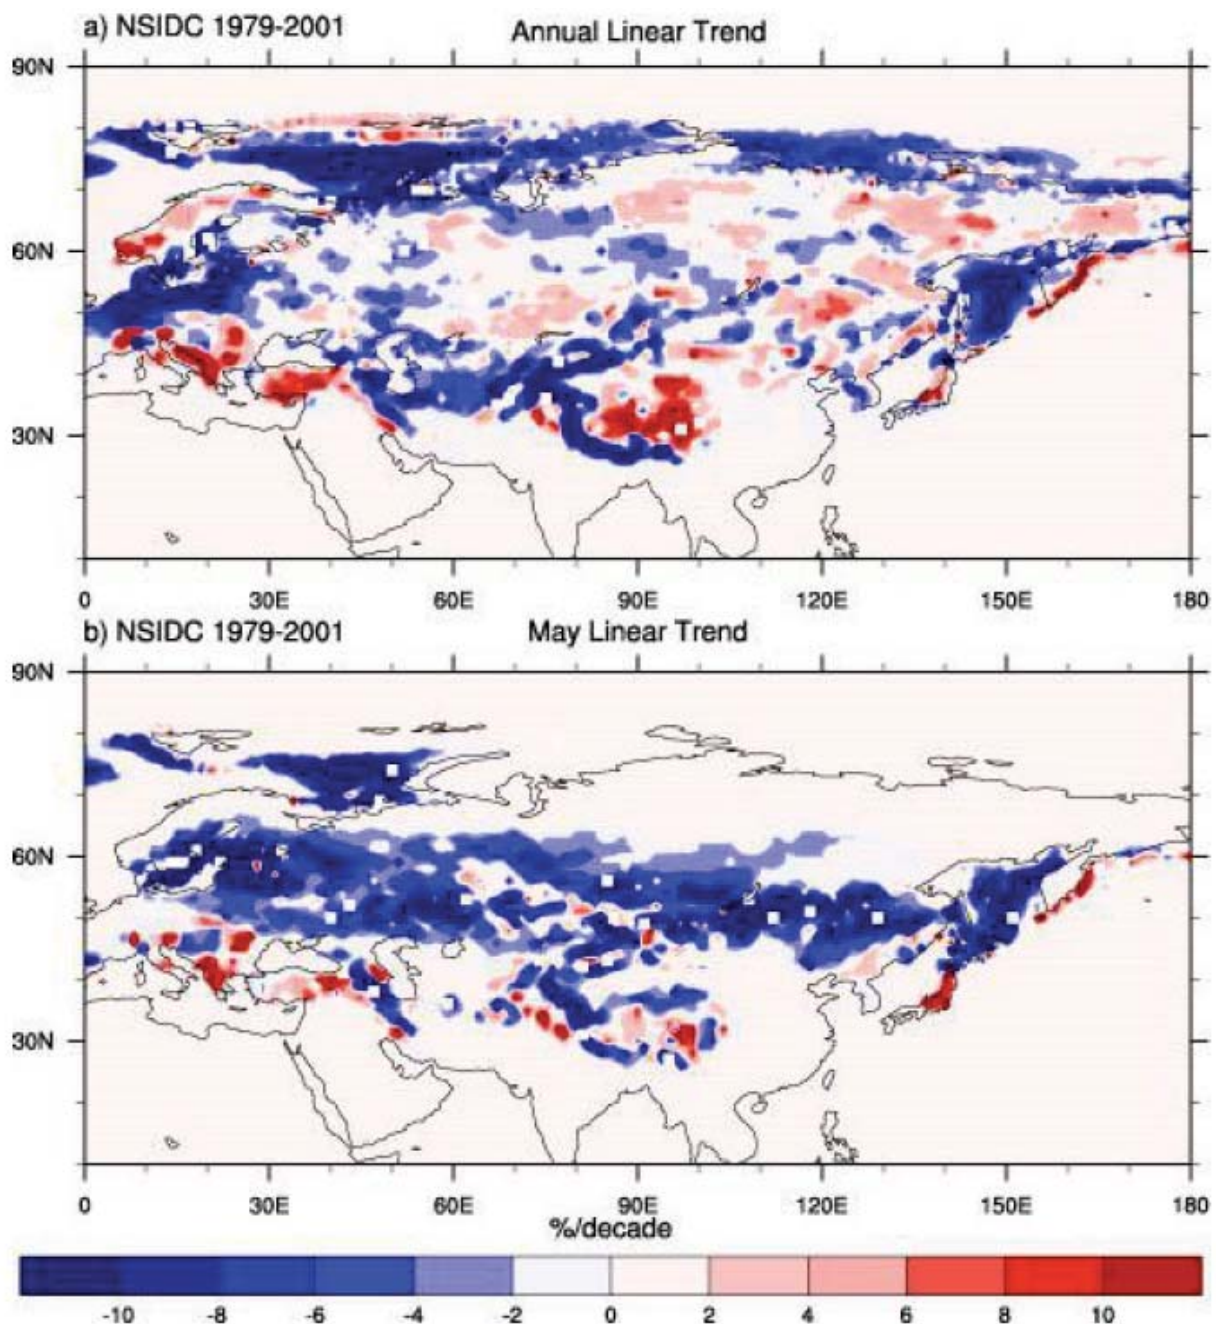 a) NSIDC 1979-2001 Annual Linear Trend
90N
60N
30N
0 30E 60E 90E 120E 150E 180
b) NSIDC 1979-2001 May Linear Trend
90N
60N
30N
0 30E 60E 90E 120E 150E 180
%/decade
-10 -8 -6 -4 -2 0 2 4 6 8 10